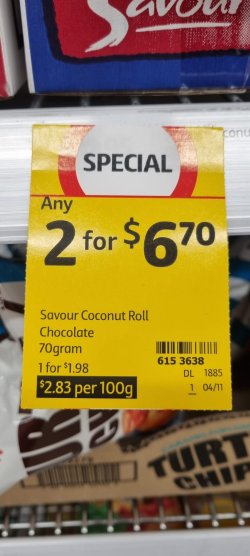 Savour
SPECIAL
Any
2 for $6 70
Savour Coconut Roll
Chocolate
70gram
1 for $1.98
$2.83 per 100g
615 3638
DL 1885
1 04/11
TURT
CHI